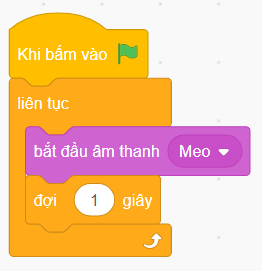 Khi bấm vào
liên tục
bắt đầu âm thanh Meo
đợi 1 giây